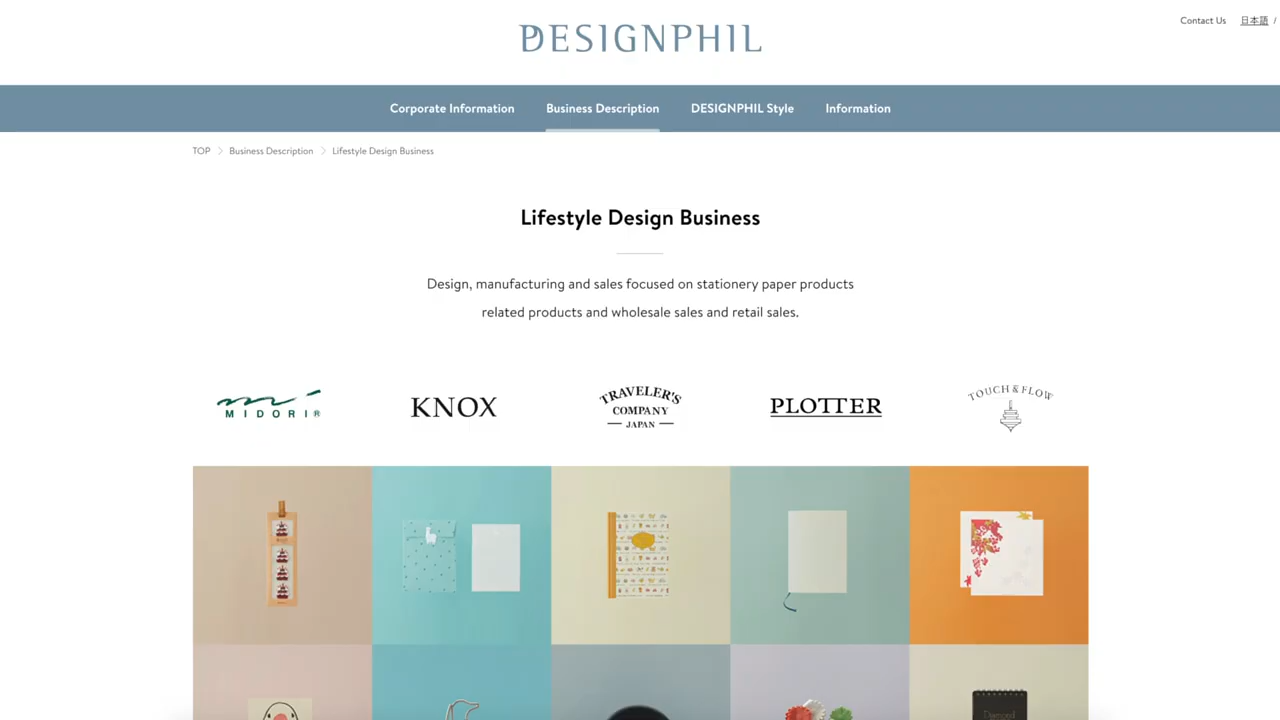 DESIGNPHIL
Contact Us 日本語 /
Corporate Information Business Description DESIGNPHIL Style Information
TOP Business Description Lifestyle Design Business
Lifestyle Design Business
Design, manufacturing and sales focused on stationery paper products
related products and wholesale sales and retail sales.
MIDORI®
KNOX
TRAVELER'S
COMPANY
JAPAN
PLOTTER
TOUCH & FLOW